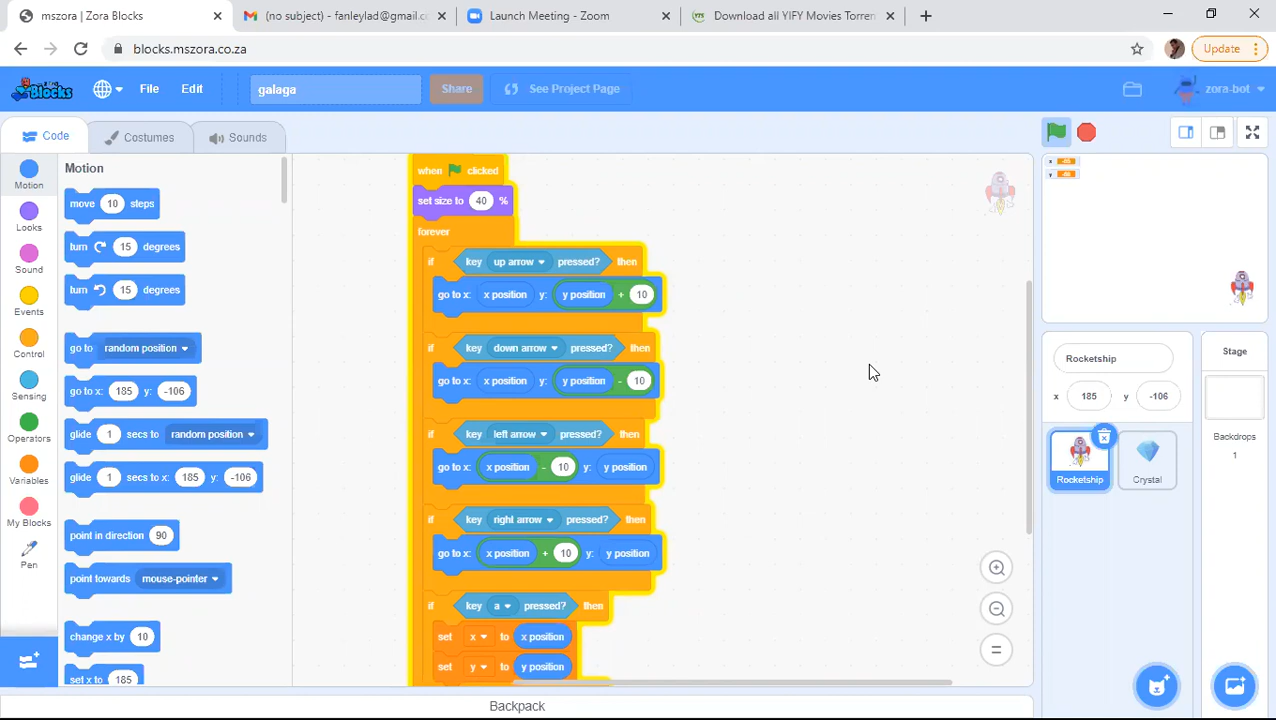 mszora | Zora Blocks
(no subject) - fanleylad@gmail.c
Launch Meeting - Zoom
Download all YIFY Movies Torren
blocks.mszora.co.za
Update
Blocks
File
Edit
galaga
Share
See Project Page
zora-bot
Code
Costumes
Sounds
Motion
Looks
Sound
Events
Control
Sensing
Operators
Variables
My Blocks
Pen
Motion
move 10 steps
turn 15 degrees
turn 15 degrees
go to random position
go to x: 185 y: -106
glide 1 secs to random position
glide 1 secs to x: 185 y: -106
point in direction 90
point towards mouse-pointer
change x by 10
set x to 185
when clicked
set size to 40 %
forever
if key up arrow pressed? then
go to x: x position y: y position + 10
if key down arrow pressed? then
go to x: x position y: y position - 10
if key left arrow pressed? then
go to x: x position - 10 y: y position
if key right arrow pressed? then
go to x: x position + 10 y: y position
if key a pressed? then
set x to x position
set y to y position
x
y
Rocketship
x 185 y -106
Rocketship
Crystal
Stage
Backdrops
1
Backpack